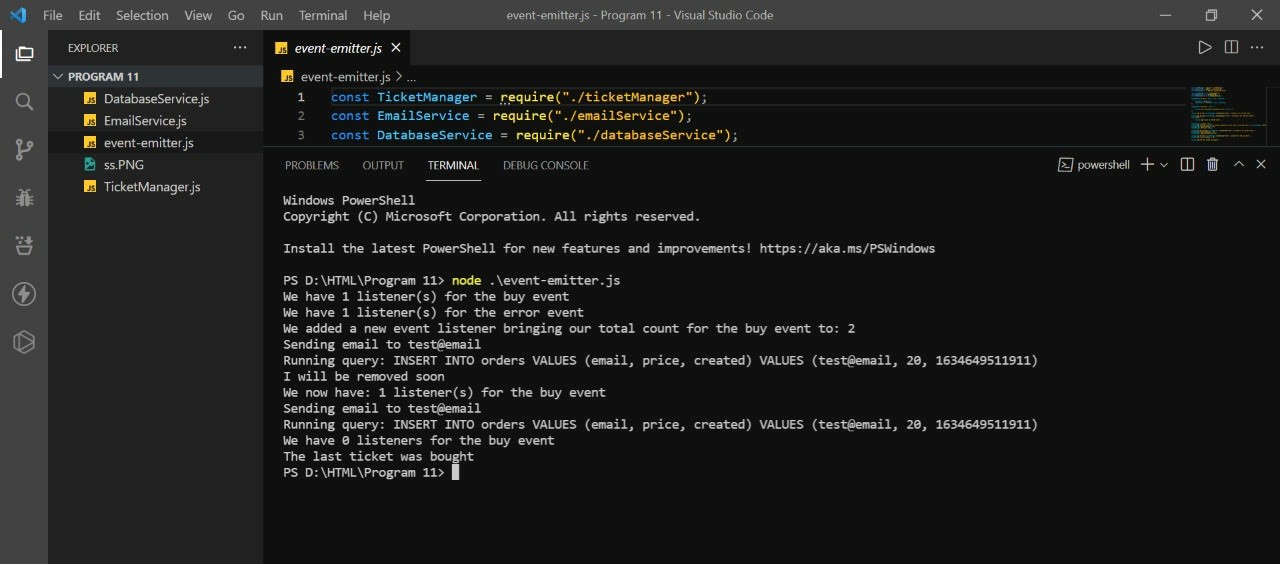 File Edit Selection View Go Run Terminal Help
event-emitter.js - Program 11 - Visual Studio Code
EXPLORER
PROGRAM 11
JS DatabaseService.js
JS EmailService.js
JS event-emitter.js
ss.PNG
JS TicketManager.js
JS event-emitter.js
JS event-emitter.js > ...
1 const TicketManager = require("./ticketManager");
2 const EmailService = require("./emailService");
3 const DatabaseService = require("./databaseService");
PROBLEMS OUTPUT TERMINAL DEBUG CONSOLE
powershell
Windows PowerShell
Copyright (C) Microsoft Corporation. All rights reserved.
Install the latest PowerShell for new features and improvements! https://aka.ms/PSWindows
PS D:\HTML\Program 11> node .\event-emitter.js
We have 1 listener(s) for the buy event
We have 1 listener(s) for the error event
We added a new event listener bringing our total count for the buy event to: 2
Sending email to test@email
Running query: INSERT INTO orders VALUES (email, price, created) VALUES (test@email, 20, 1634649511911)
I will be removed soon
We now have: 1 listener(s) for the buy event
Sending email to test@email
Running query: INSERT INTO orders VALUES (email, price, created) VALUES (test@email, 20, 1634649511911)
We have 0 listeners for the buy event
The last ticket was bought
PS D:\HTML\Program 11>